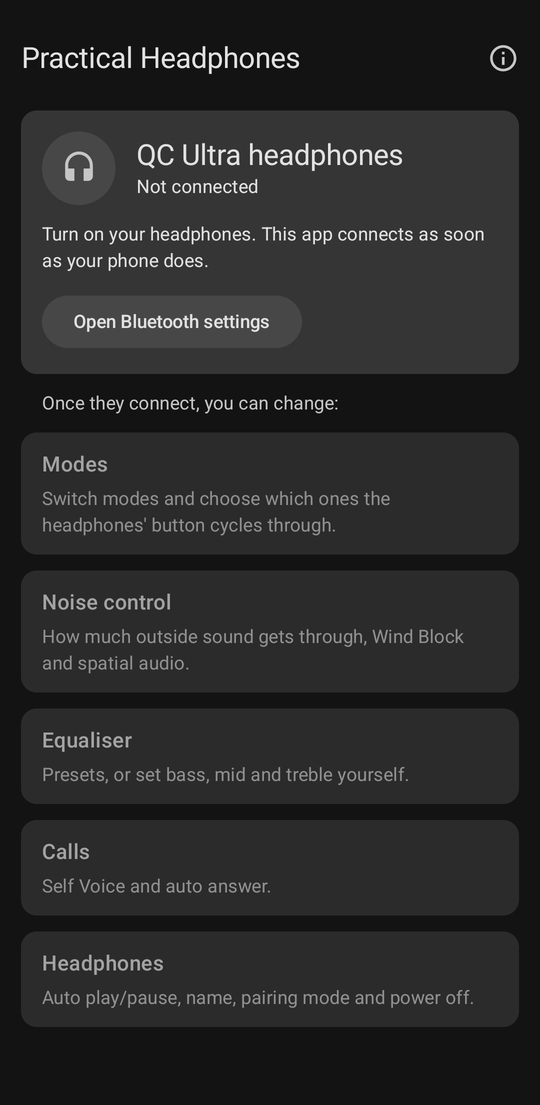 Practical Headphones
QC Ultra headphones
Not connected
Turn on your headphones. This app connects as soon
as your phone does.
Open Bluetooth settings
Once they connect, you can change:
Modes
Switch modes and choose which ones the
headphones' button cycles through.
Noise control
How much outside sound gets through, Wind Block
and spatial audio.
Equaliser
Presets, or set bass, mid and treble yourself.
Calls
Self Voice and auto answer.
Headphones
Auto play/pause, name, pairing mode and power off.